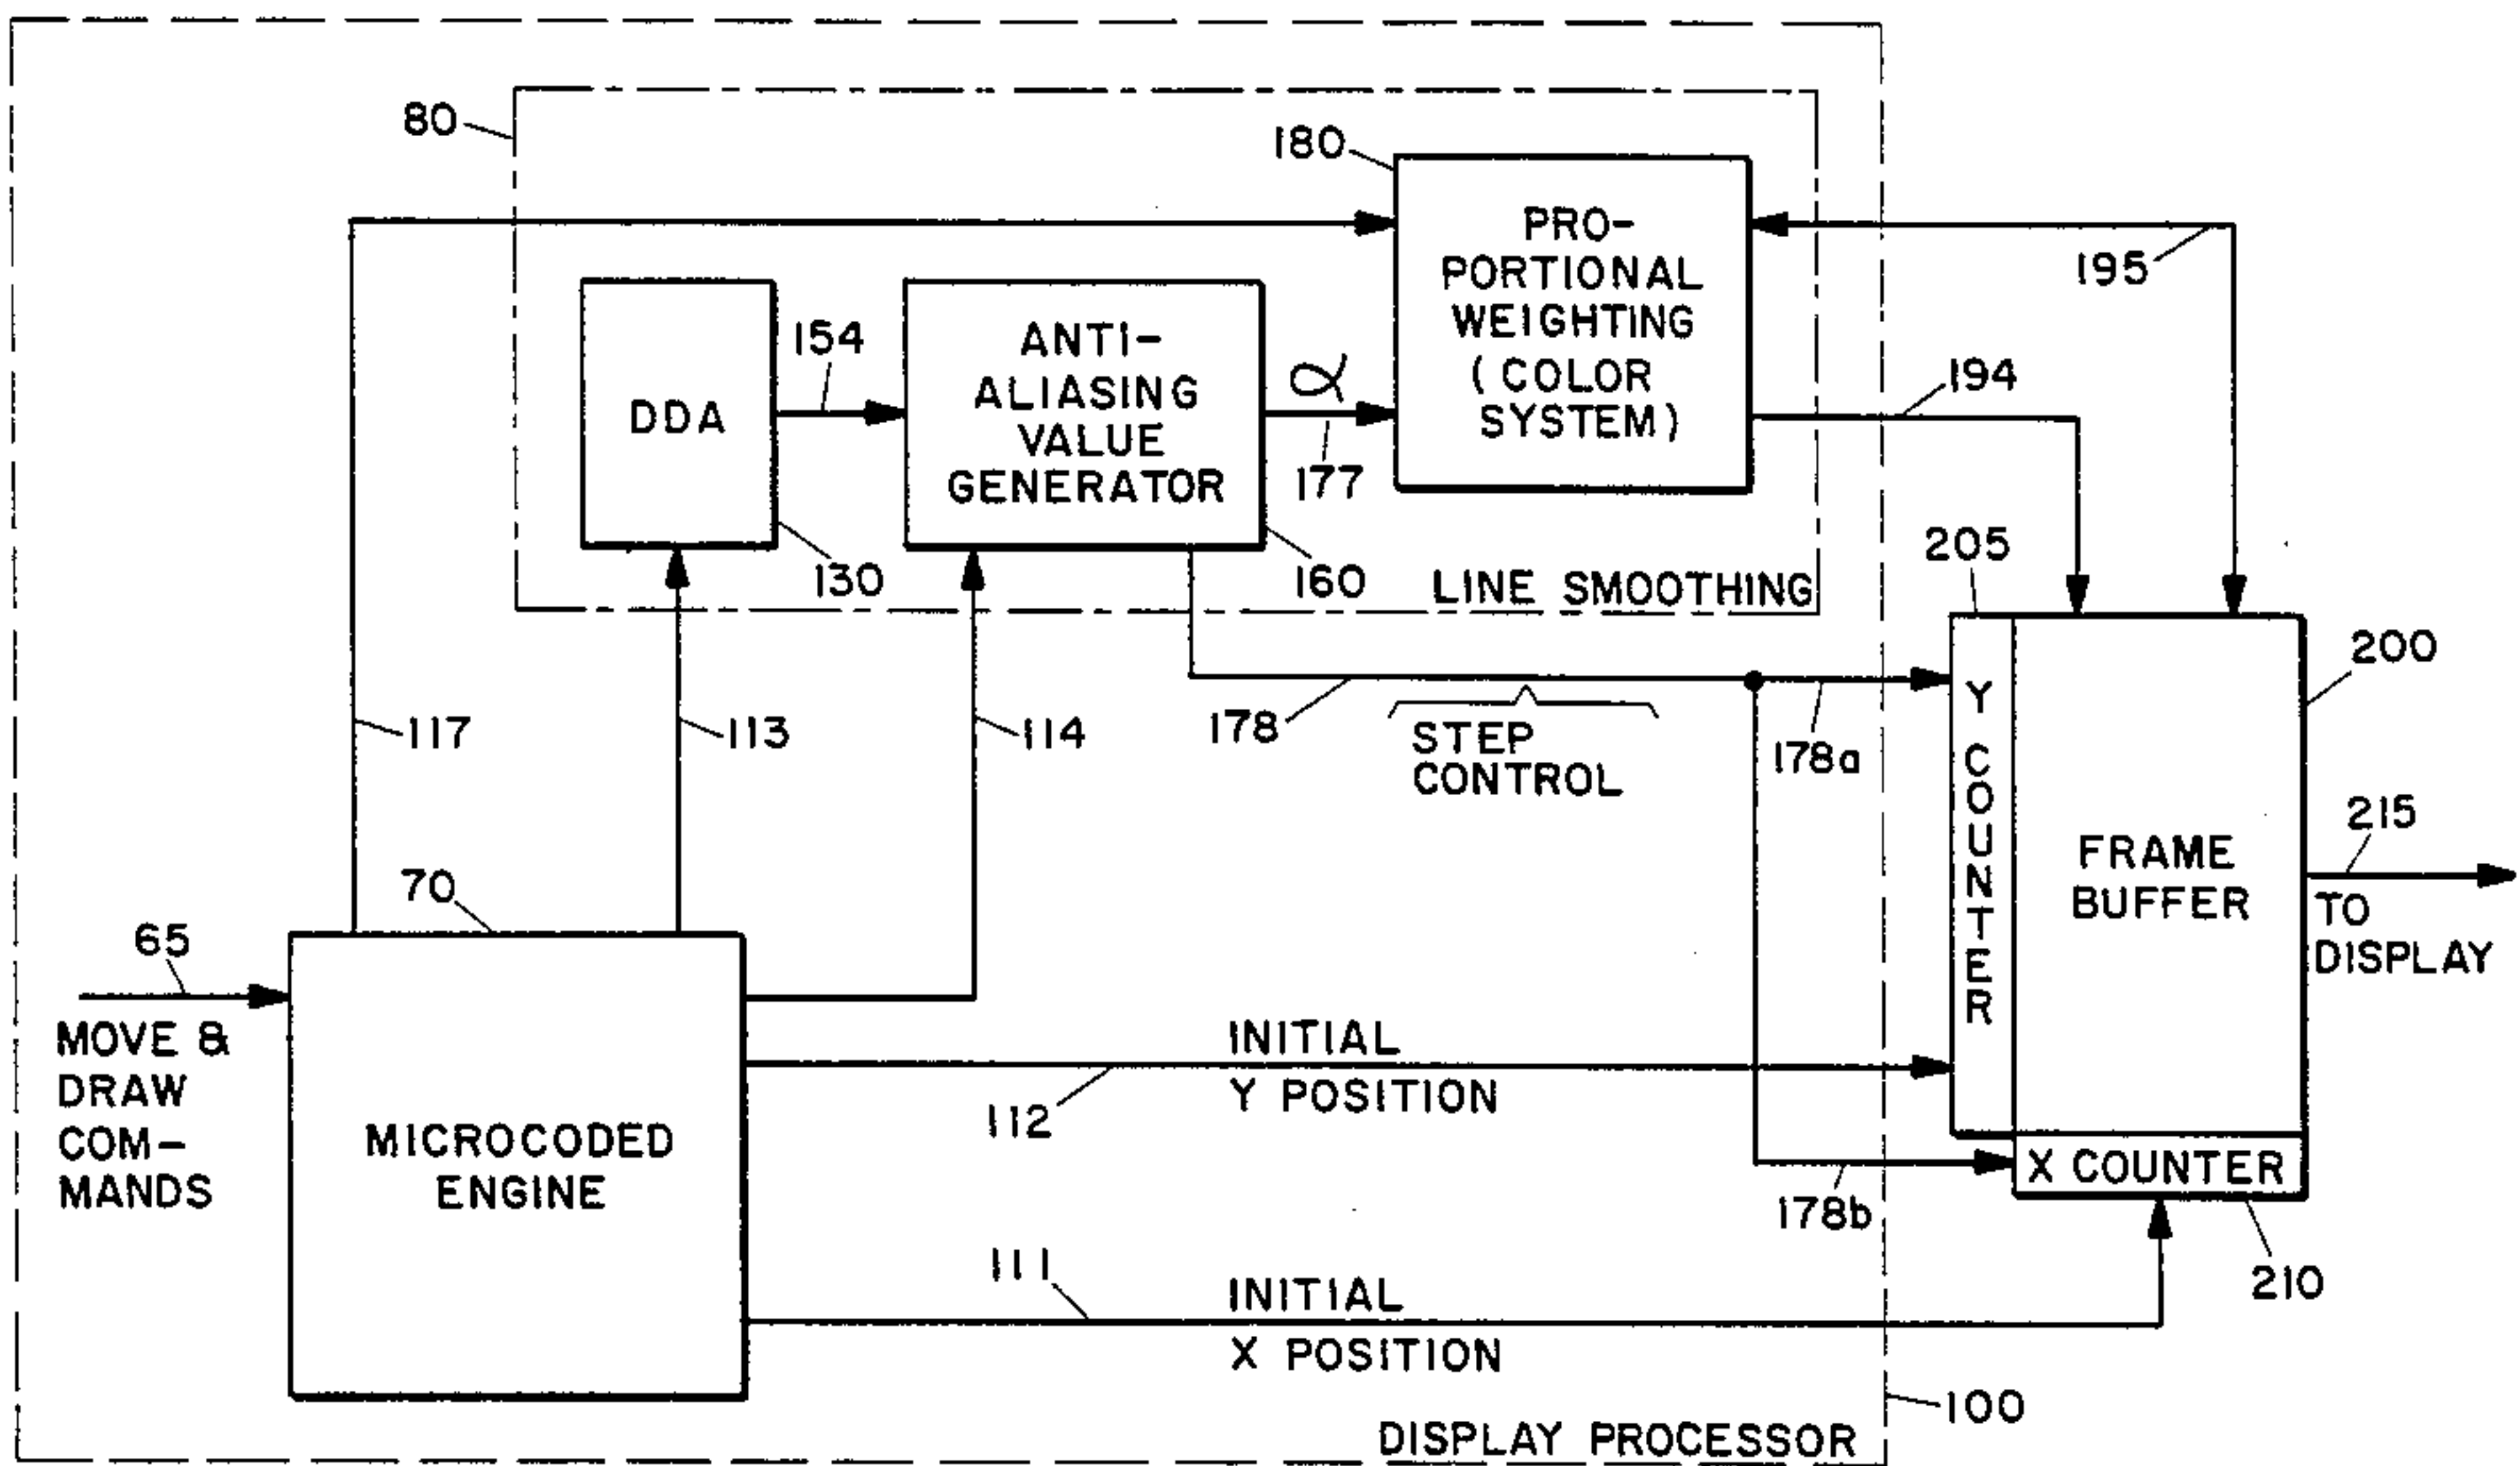 80
180
PRO-
PORTIONAL
WEIGHTING
(COLOR
SYSTEM)
195
194
DDA
154
ANTI-
ALIASING
VALUE
GENERATOR
α
177
130
160
LINE SMOOTHING
205
200
117
113
114
178
STEP
CONTROL
178a
Y COUNTER
FRAME
BUFFER
215
TO
DISPLAY
70
65
MOVE &
DRAW
COM-
MANDS
MICROCODED
ENGINE
INITIAL
Y POSITION
112
X COUNTER
178b
210
111
INITIAL
X POSITION
100
DISPLAY PROCESSOR